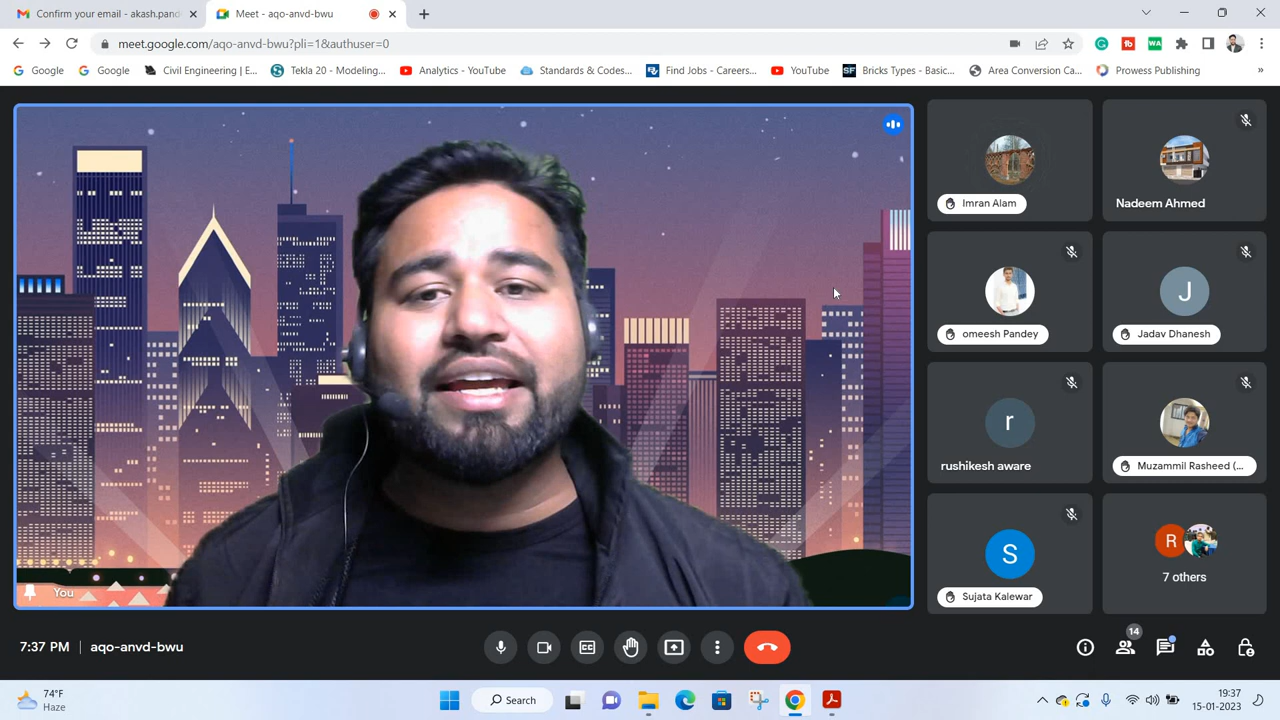 Confirm your email - akash.pand
Meet - aqo-anvd-bwu
meet.google.com/aqo-anvd-bwu?pli=1&authuser=0
Google
Google
Civil Engineering | E...
Tekla 20 - Modeling...
Analytics - YouTube
Standards & Codes...
Find Jobs - Careers...
YouTube
Bricks Types - Basic...
Area Conversion Ca...
Prowess Publishing
»
Imran Alam
Nadeem Ahmed
omeesh Pandey
J
Jadav Dhanesh
r
rushikesh aware
Muzammil Rasheed (...
S
Sujata Kalewar
R
7 others
You
7:37 PM
aqo-anvd-bwu
14
74°F
Haze
Search
19:37
15-01-2023